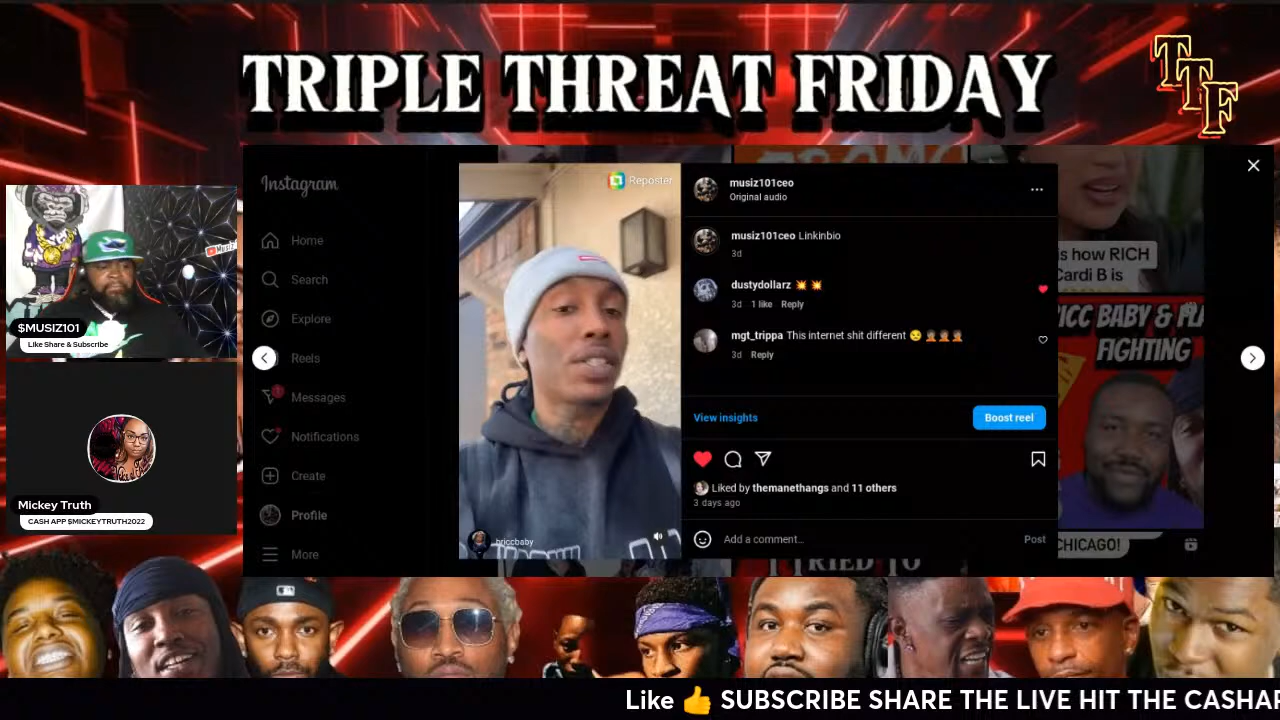 TRIPLE THREAT FRIDAY
TTF
Instagram
Home
Search
Explore
Reels
Messages
Notifications
Create
Profile
More
Reposter
briccbaby
musiz101ceo
Original audio
musiz101ceo Linkinbio
3d
dustydollarz 💥 💥
3d 1 like Reply
mgt_trippa This internet shit different 😒 🤦🏾 🤦🏾 🤦🏾
3d Reply
View insights
Boost reel
Liked by themanethangs and 11 others
3 days ago
Add a comment...
Post
s how RICH
Cardi B is
ICC BABY &
FIGHTING
CHICAGO!
I TRIED TO
$MUSIZ101
Like Share & Subscribe
Mickey Truth
CASH APP $MICKEYTRUTH2022
Like 👍 SUBSCRIBE SHARE THE LIVE HIT THE CASHAP